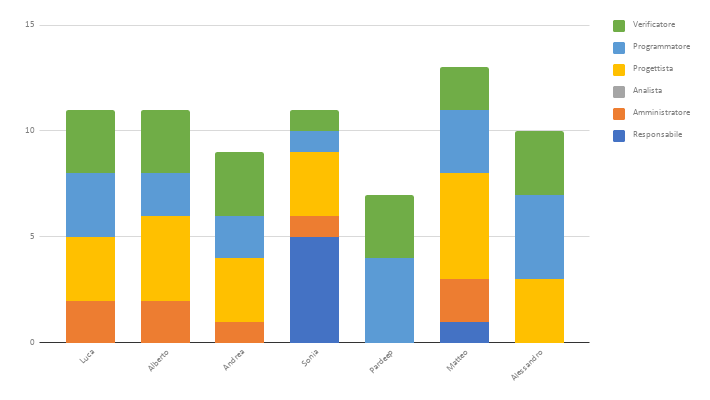 15
10
5
0
Luca
Alberto
Andrea
Sonia
Pardeep
Matteo
Alessandro
Verificatore
Programmatore
Progettista
Analista
Amministratore
Responsabile